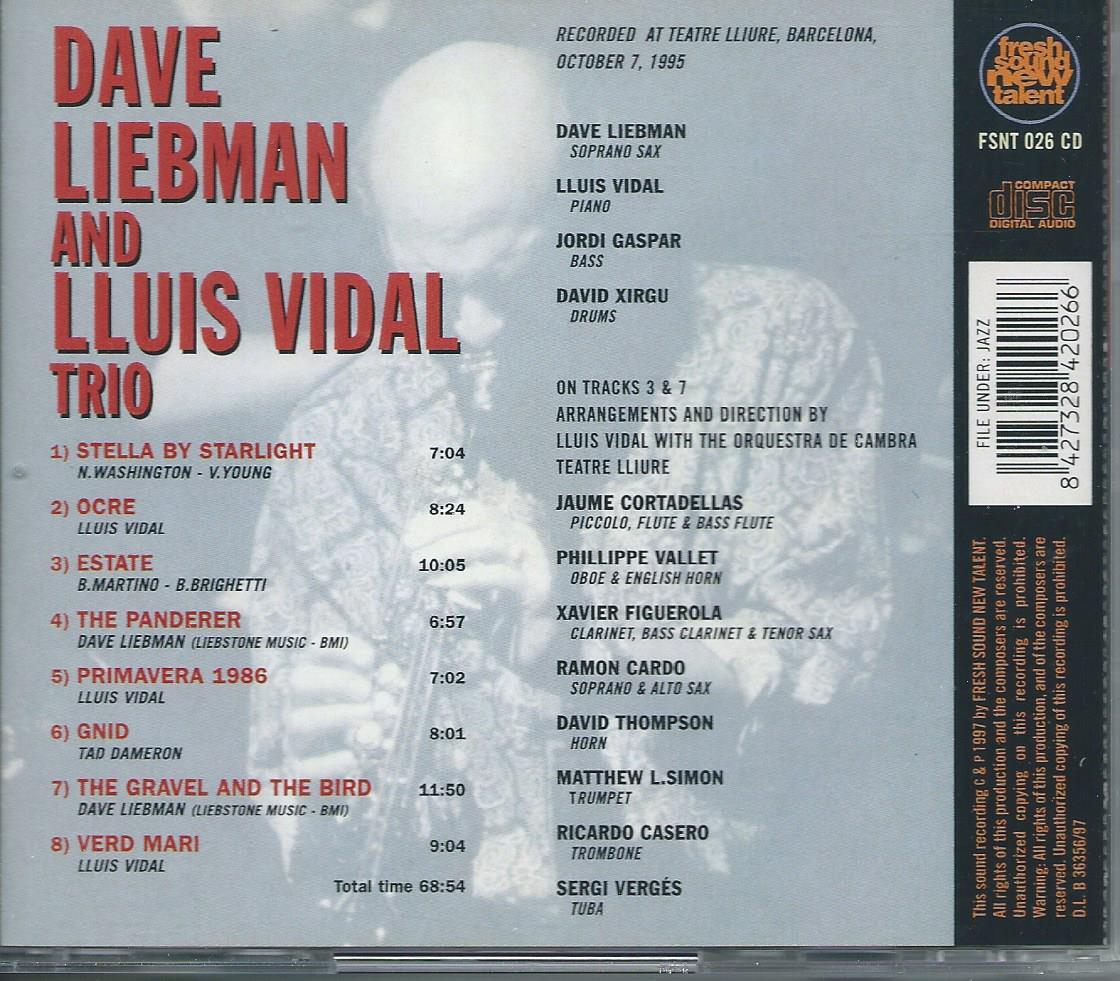 DAVE
LIEBMAN
AND
LLUIS VIDAL
TRIO
1) STELLA BY STARLIGHT 7:04
N.WASHINGTON - V.YOUNG
2) OCRE 8:24
LLUIS VIDAL
3) ESTATE 10:05
B.MARTINO - B.BRIGHETTI
4) THE PANDERER 6:57
DAVE LIEBMAN (LIEBSTONE MUSIC - BMI)
5) PRIMAVERA 1986 7:02
LLUIS VIDAL
6) GNID 8:01
TAD DAMERON
7) THE GRAVEL AND THE BIRD 11:50
DAVE LIEBMAN (LIEBSTONE MUSIC - BMI)
8) VERD MARI 9:04
LLUIS VIDAL
Total time 68:54
RECORDED AT TEATRE LLIURE, BARCELONA,
OCTOBER 7, 1995
DAVE LIEBMAN
SOPRANO SAX
LLUIS VIDAL
PIANO
JORDI GASPAR
BASS
DAVID XIRGU
DRUMS
ON TRACKS 3 & 7
ARRANGEMENTS AND DIRECTION BY
LLUIS VIDAL WITH THE ORQUESTRA DE CAMBRA
TEATRE LLIURE
JAUME CORTADELLAS
PICCOLO, FLUTE & BASS FLUTE
PHILLIPPE VALLET
OBOE & ENGLISH HORN
XAVIER FIGUEROLA
CLARINET, BASS CLARINET & TENOR SAX
RAMON CARDO
SOPRANO & ALTO SAX
DAVID THOMPSON
HORN
MATTHEW L.SIMON
TRUMPET
RICARDO CASERO
TROMBONE
SERGI VERGÉS
TUBA
fresh
sound
new
talent
FSNT 026 CD
COMPACT
disc
DIGITAL AUDIO
FILE UNDER: JAZZ
8 427328 420266
This sound recording C & P 1997 by FRESH SOUND NEW TALENT.
All rights of this production and the composers are reserved.
Unauthorized copying on this recording is prohibited.
Warning: All rights of this production, and of the composers are
reserved. Unauthorized copying of this recording is prohibited.
D.L. B 36356/97